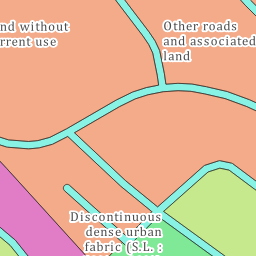 nd without
rrent use
Other roads
and associated
land
Discontinuous
dense urban
fabric (S.L. :